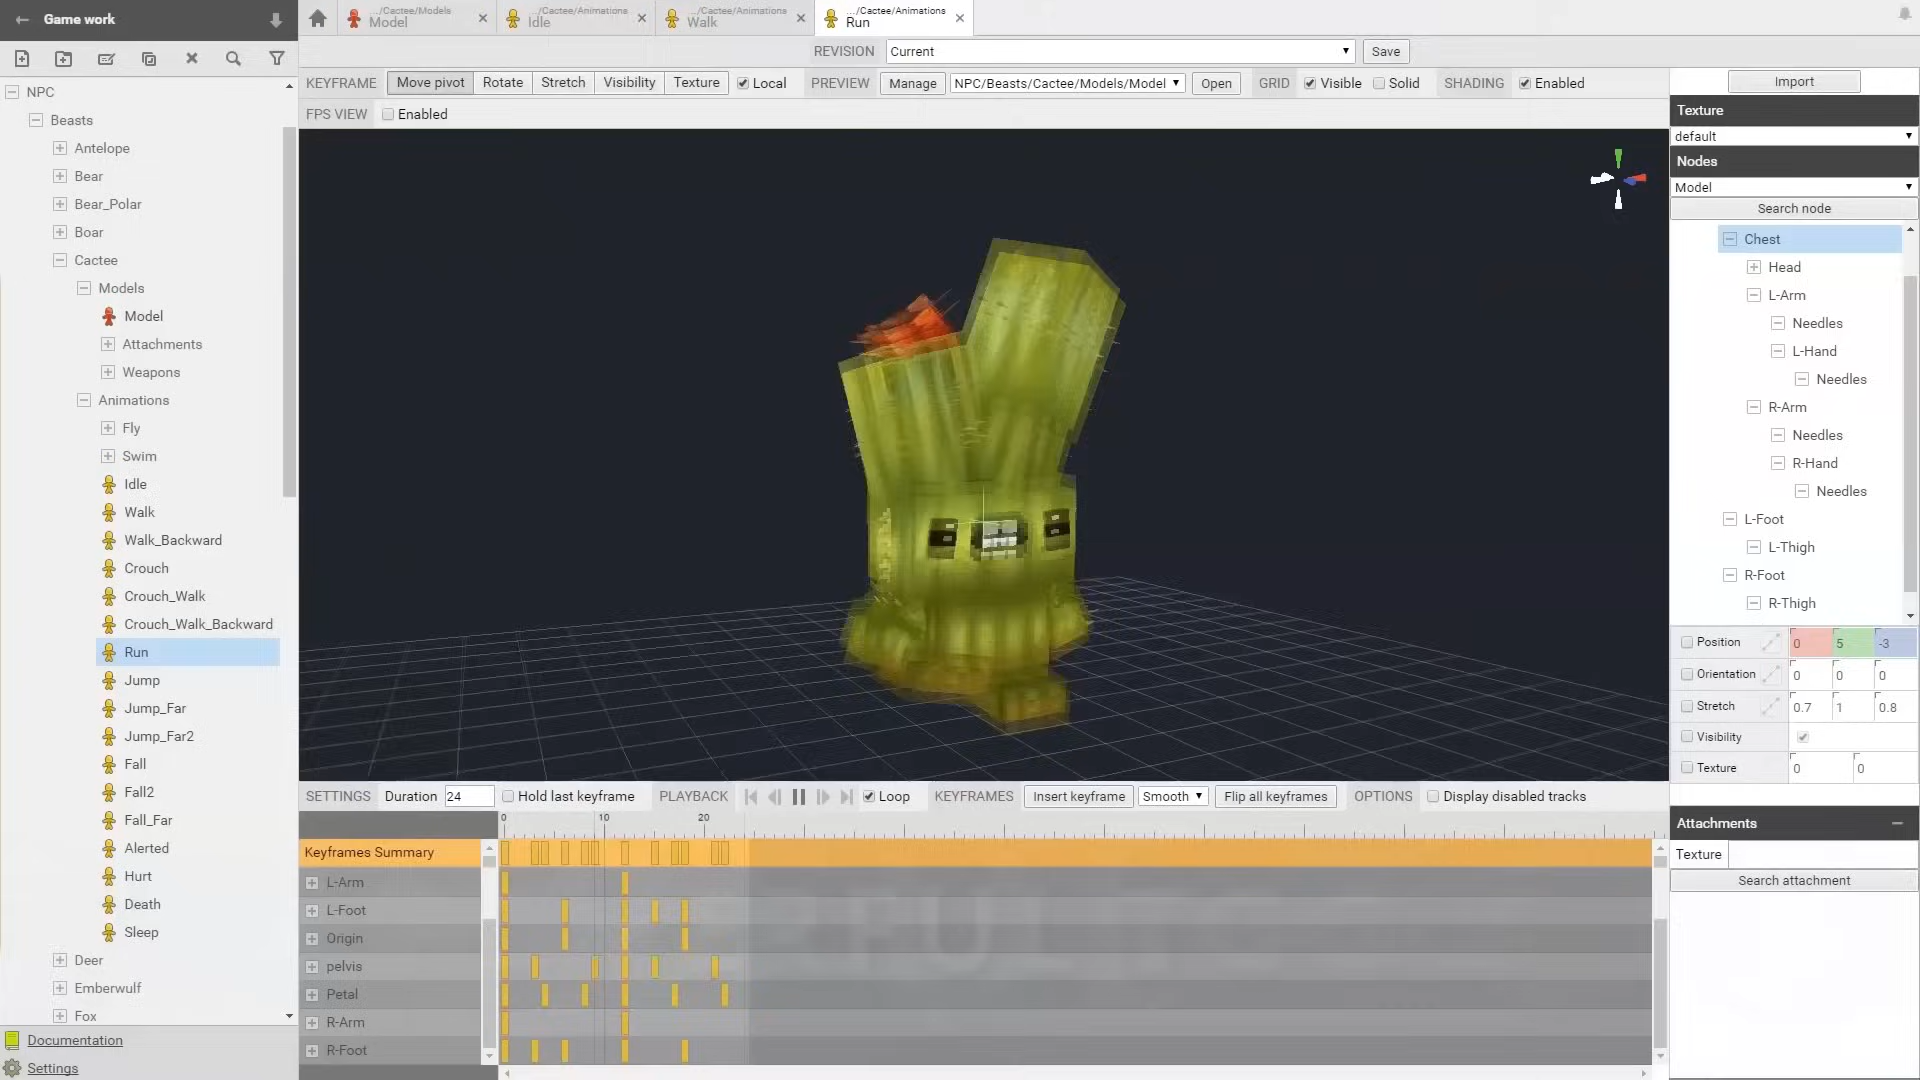 Game work
.../Cactee/Models
Model
.../Cactee/Animations
Idle
.../Cactee/Animations
Walk
.../Cactee/Animations
Run
REVISION Current Save
KEYFRAME Move pivot Rotate Stretch Visibility Texture Local PREVIEW Manage NPC/Beasts/Cactee/Models/Model Open GRID Visible Solid SHADING Enabled
FPS VIEW Enabled
NPC
Beasts
Antelope
Bear
Bear_Polar
Boar
Cactee
Models
Model
Attachments
Weapons
Animations
Fly
Swim
Idle
Walk
Walk_Backward
Crouch
Crouch_Walk
Crouch_Walk_Backward
Run
Jump
Jump_Far
Jump_Far2
Fall
Fall2
Fall_Far
Alerted
Hurt
Death
Sleep
Deer
Emberwulf
Fox
Documentation
Settings
Import
Texture
default
Nodes
Model
Search node
Chest
Head
L-Arm
Needles
L-Hand
Needles
R-Arm
Needles
R-Hand
Needles
L-Foot
L-Thigh
R-Foot
R-Thigh
Position 0 5 -3
Orientation 0 0 0
Stretch 0.7 1 0.8
Visibility
Texture 0 0
Attachments
Texture
Search attachment
SETTINGS Duration 24 Hold last keyframe PLAYBACK Loop KEYFRAMES Insert keyframe Smooth Flip all keyframes OPTIONS Display disabled tracks
0 10 20
Keyframes Summary
L-Arm
L-Foot
Origin
pelvis
Petal
R-Arm
R-Foot